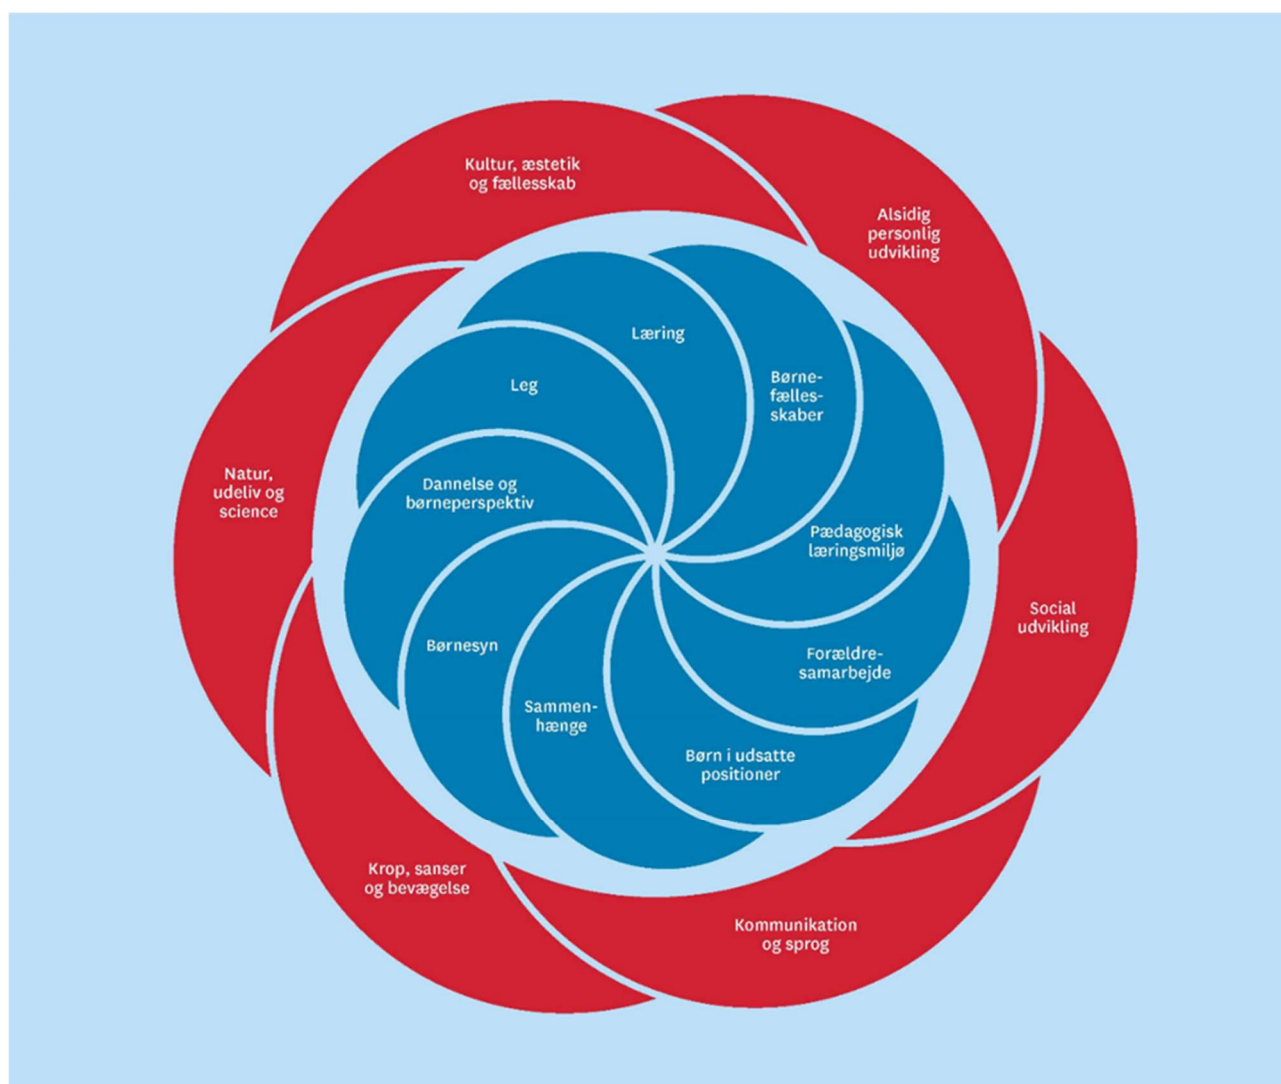 Kultur, æstetik
og fællesskab
Alsidig
personlig
udvikling
Læring
Børne-
fælles-
skaber
Leg
Natur,
udeliv og
science
Dannelse og
børneperspektiv
Pædagogisk
læringsmiljø
Social
udvikling
Børnesyn
Forældre-
samarbejde
Sammen-
hænge
Børn i udsatte
positioner
Krop, sanser
og bevægelse
Kommunikation
og sprog